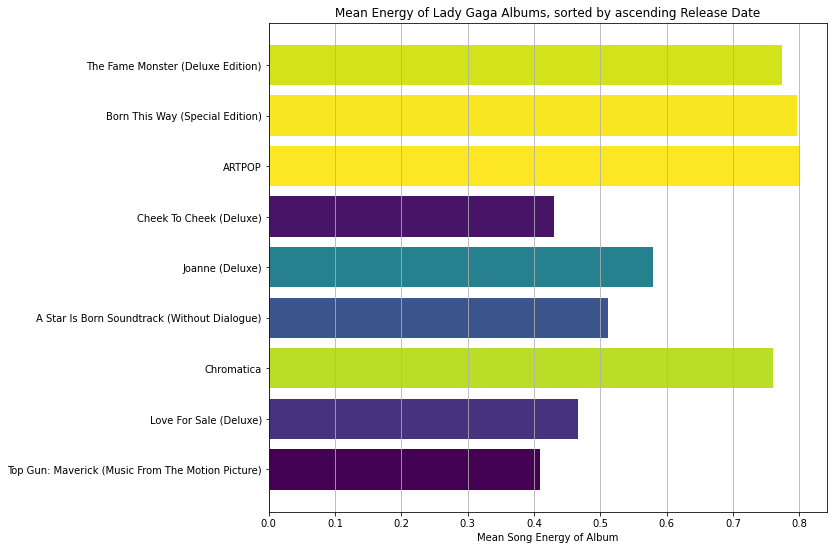 Mean Energy of Lady Gaga Albums, sorted by ascending Release Date
The Fame Monster (Deluxe Edition)
Born This Way (Special Edition)
ARTPOP
Cheek To Cheek (Deluxe)
Joanne (Deluxe)
A Star Is Born Soundtrack (Without Dialogue)
Chromatica
Love For Sale (Deluxe)
Top Gun: Maverick (Music From The Motion Picture)
0.0 0.1 0.2 0.3 0.4 0.5 0.6 0.7 0.8
Mean Song Energy of Album